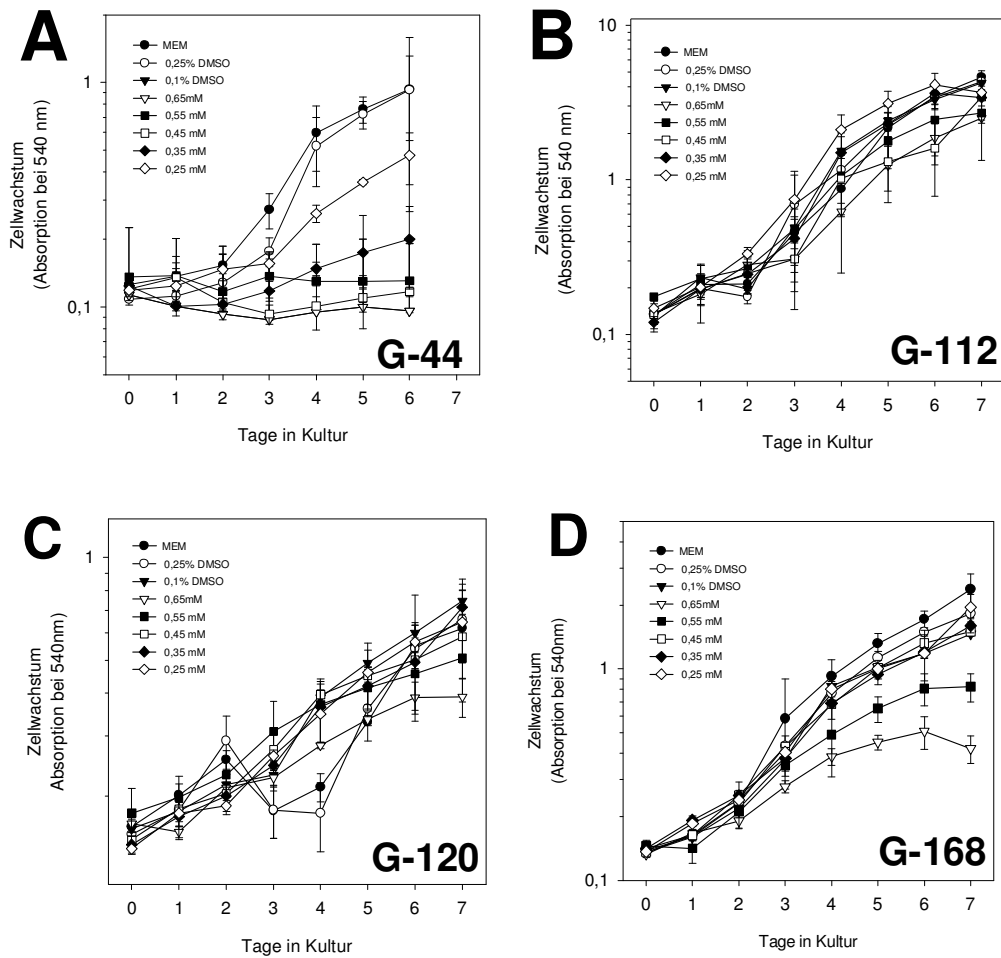 A
MEM
0,25% DMSO
0,1% DMSO
0,65mM
0,55 mM
0,45 mM
0,35 mM
0,25 mM
1
0,1
Zellwachstum
(Absorption bei 540 nm)
G-44
0 1 2 3 4 5 6 7
Tage in Kultur
B
MEM
0,25% DMSO
0,1% DMSO
0,65mM
0,55 mM
0,45 mM
0,35 mM
0,25 mM
10
1
0,1
Zellwachstum
(Absorption bei 540 nm)
G-112
0 1 2 3 4 5 6 7
Tage in Kultur
C
MEM
0,25% DMSO
0,1% DMSO
0,65mM
0,55 mM
0,45 mM
0,35 mM
0,25 mM
1
Zellwachstum
Absorption bei 540nm)
G-120
0 1 2 3 4 5 6 7
Tage in Kultur
D
MEM
0,25% DMSO
0,1% DMSO
0,65mM
0,55 mM
0,45 mM
0,35 mM
0,25 mM
1
0,1
Zellwachstum
(Absorption bei 540nm)
G-168
0 1 2 3 4 5 6 7
Tage in Kultur